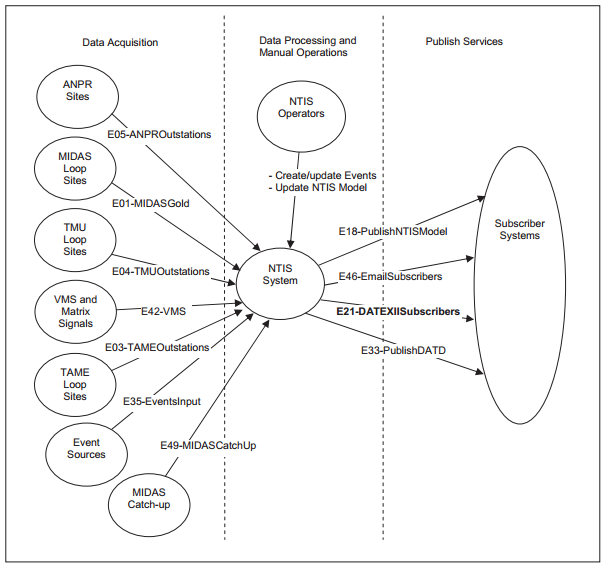 Data Acquisition
Data Processing and
Manual Operations
Publish Services
ANPR
Sites
NTIS
Operators
E05-ANPROutstations
MIDAS
Loop
Sites
- Create/update Events
- Update NTIS Model
E01-MIDASGold
TMU
Loop
Sites
E18-PublishNTISModel
Subscriber
Systems
E04-TMUOutstations
NTIS
System
E46-EmailSubscribers
VMS and
Matrix
Signals
E42-VMS
E21-DATEXIISubscribers
E03-TAMEOutstations
E33-PublishDATD
TAME
Loop
Sites
E35-EventsInput
Event
Sources
E49-MIDASCatchUp
MIDAS
Catch-up